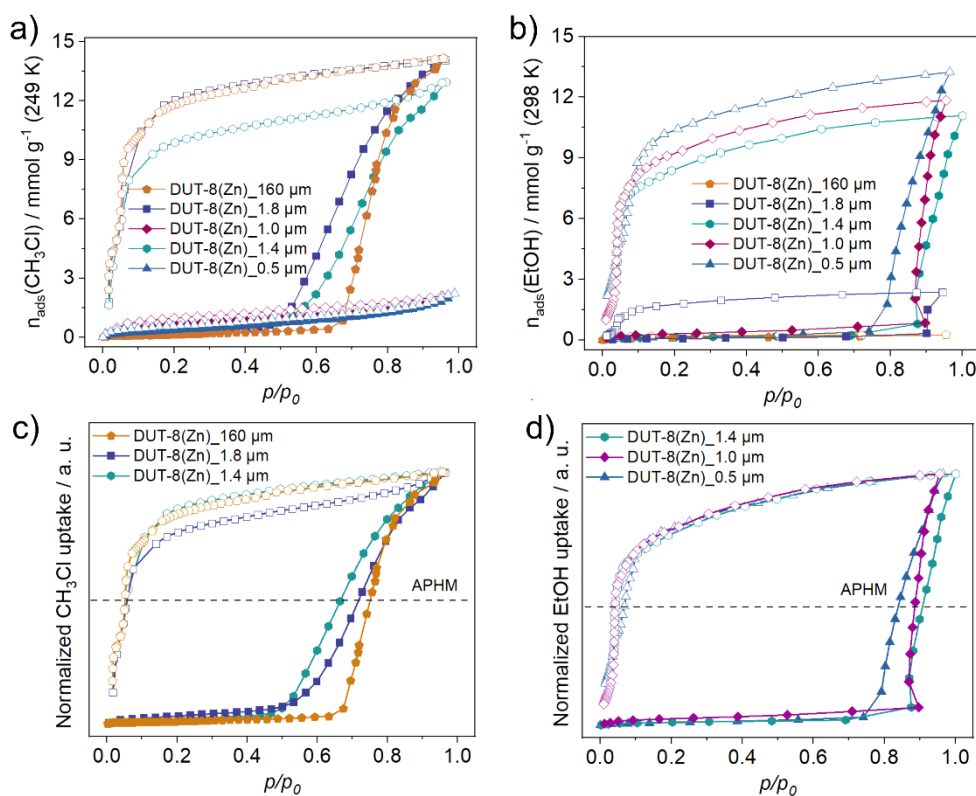 a)
n_ads(CH₃Cl) / mmol g⁻¹ (249 K)
15
12
9
6
3
0
DUT-8(Zn)_160 µm
DUT-8(Zn)_1.8 µm
DUT-8(Zn)_1.0 µm
DUT-8(Zn)_1.4 µm
DUT-8(Zn)_0.5 µm
0.0 0.2 0.4 0.6 0.8 1.0
p/p₀
b)
n_ads(EtOH) / mmol g⁻¹ (298 K)
15
12
9
6
3
0
DUT-8(Zn)_160 µm
DUT-8(Zn)_1.8 µm
DUT-8(Zn)_1.4 µm
DUT-8(Zn)_1.0 µm
DUT-8(Zn)_0.5 µm
0.0 0.2 0.4 0.6 0.8 1.0
p/p₀
c)
Normalized CH₃Cl uptake / a. u.
DUT-8(Zn)_160 µm
DUT-8(Zn)_1.8 µm
DUT-8(Zn)_1.4 µm
APHM
0.0 0.2 0.4 0.6 0.8 1.0
p/p₀
d)
Normalized EtOH uptake / a. u.
DUT-8(Zn)_1.4 µm
DUT-8(Zn)_1.0 µm
DUT-8(Zn)_0.5 µm
APHM
0.0 0.2 0.4 0.6 0.8 1.0
p/p₀